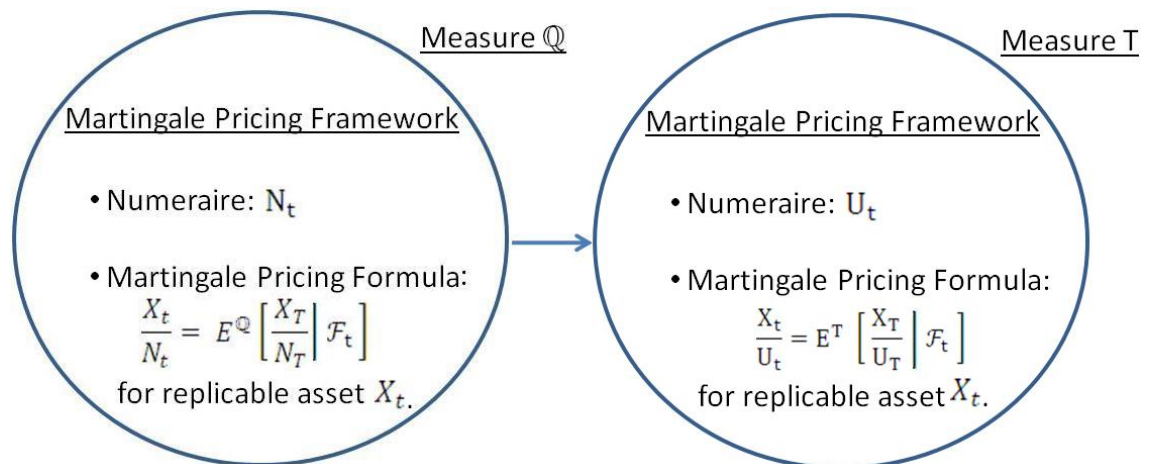 Measure ℚ
Martingale Pricing Framework
• Numeraire: N_t
• Martingale Pricing Formula:
X_t/N_t = E^ℚ [X_T/N_T | ℱ_t]
for replicable asset X_t.
Measure T
Martingale Pricing Framework
• Numeraire: U_t
• Martingale Pricing Formula:
X_t/U_t = E^T [X_T/U_T | ℱ_t]
for replicable asset X_t.